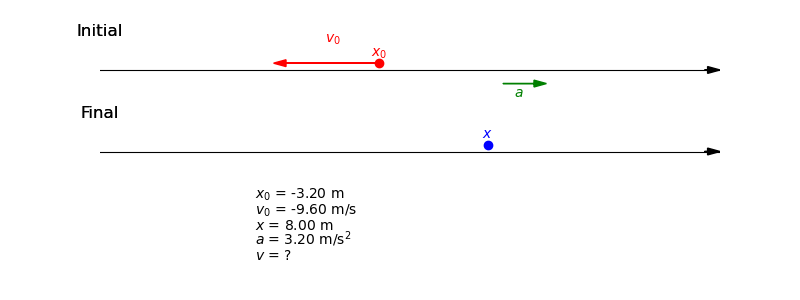 Initial
v₀
x₀
a
Final
x
x₀ = -3.20 m
v₀ = -9.60 m/s
x = 8.00 m
a = 3.20 m/s²
v = ?